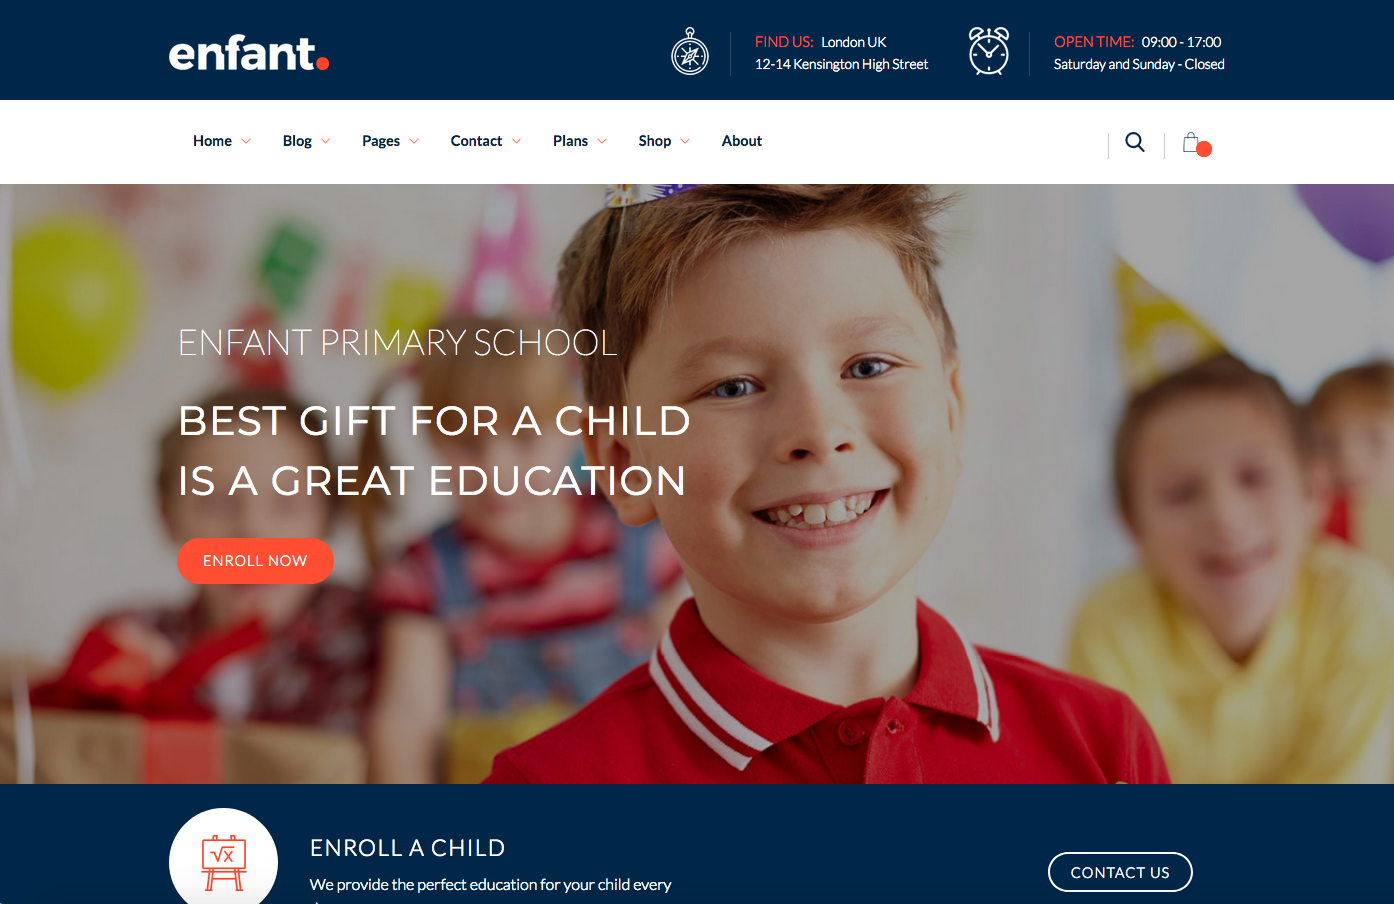 enfant.
FIND US: London UK
12-14 Kensington High Street
OPEN TIME: 09:00 - 17:00
Saturday and Sunday - Closed
Home
Blog
Pages
Contact
Plans
Shop
About
ENFANT PRIMARY SCHOOL
BEST GIFT FOR A CHILD
IS A GREAT EDUCATION
ENROLL NOW
√x
ENROLL A CHILD
We provide the perfect education for your child every
CONTACT US